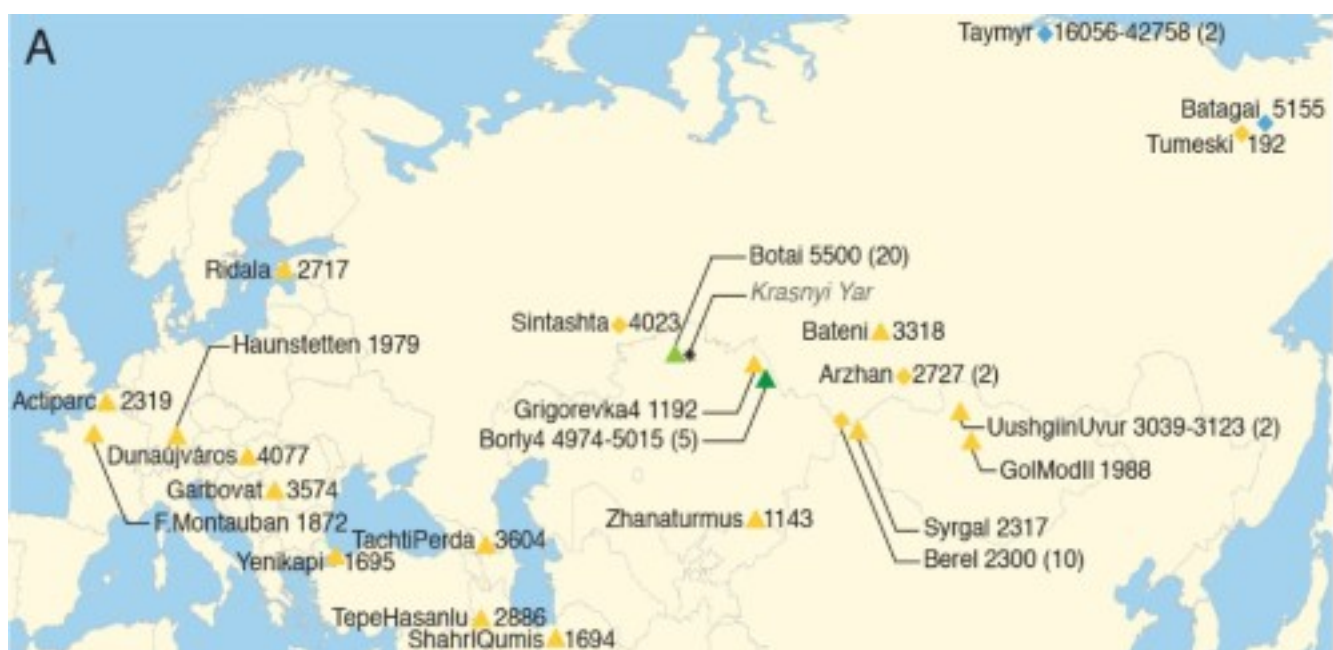 A
Taymyr 16056-42758 (2)
Batagai 5155
Tumeski 192
Botai 5500 (20)
Krasnyi Yar
Ridala 2717
Sintashta 4023
Bateni 3318
Haunstetten 1979
Arzhan 2727 (2)
Actiparc 2319
Grigorevka4 1192
UushgiinUvur 3039-3123 (2)
Borly4 4974-5015 (5)
Dunaújváros 4077
GolModII 1988
Garbovat 3574
F.Montauban 1872
Zhanaturmus 1143
Syrgal 2317
TachtiPerda 3604
Yenikapi 1695
Berel 2300 (10)
TepeHasanlu 2886
ShahrIQumis 1694